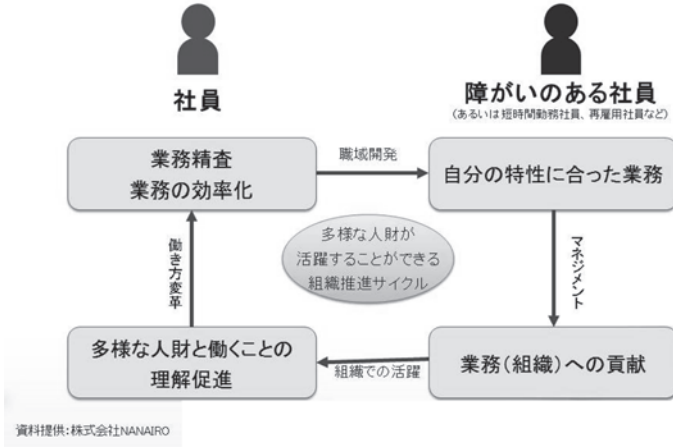 社員
障がいのある社員
(あるいは短時間勤務社員、再雇用社員など)
業務精査
業務の効率化
職域開発
自分の特性に合った業務
多様な人財が
活躍することができる
組織推進サイクル
働き方変革
マネジメント
多様な人財と働くことの
理解促進
組織での活躍
業務(組織)への貢献
資料提供:株式会社NANAIRO